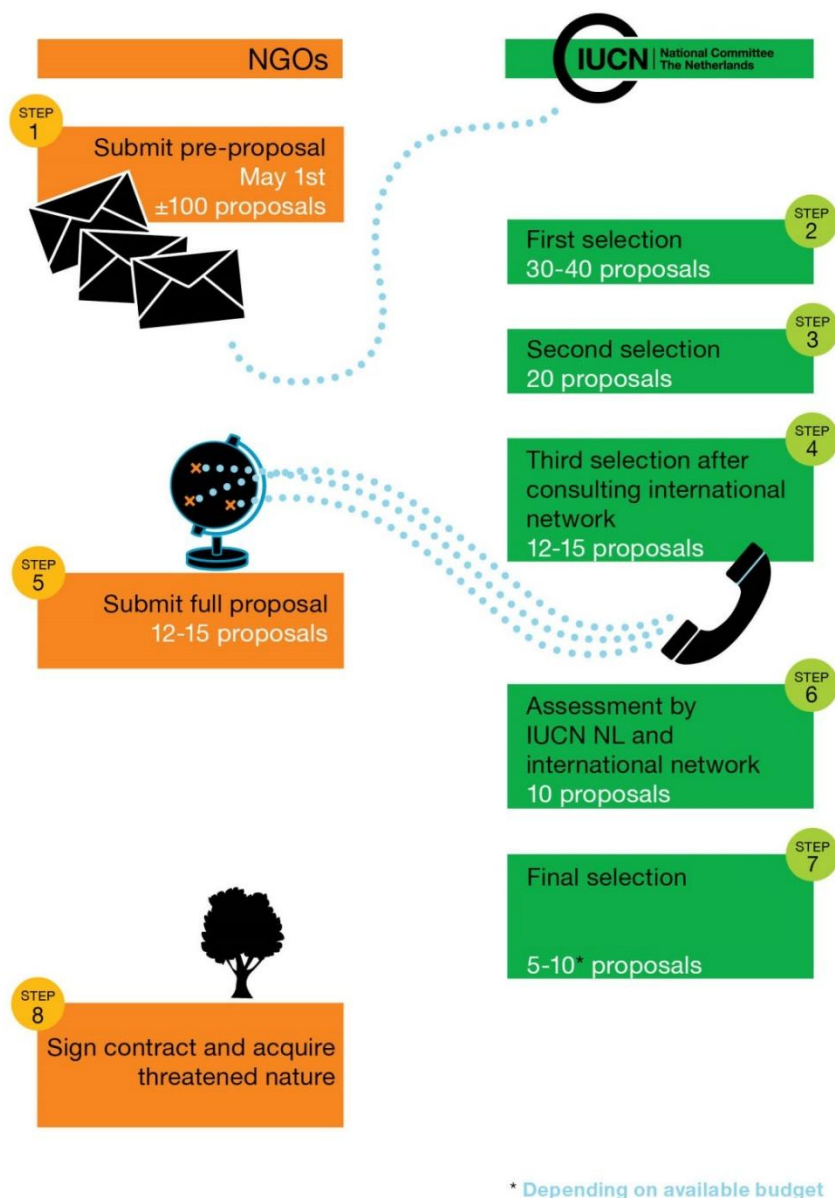 NGOs
IUCN
National Committee
The Netherlands
STEP
1
Submit pre-proposal
May 1st
±100 proposals
STEP
2
First selection
30-40 proposals
STEP
3
Second selection
20 proposals
STEP
4
Third selection after
consulting international
network
12-15 proposals
STEP
5
Submit full proposal
12-15 proposals
STEP
6
Assessment by
IUCN NL and
international network
10 proposals
STEP
7
Final selection
5-10* proposals
STEP
8
Sign contract and acquire
threatened nature
* Depending on available budget